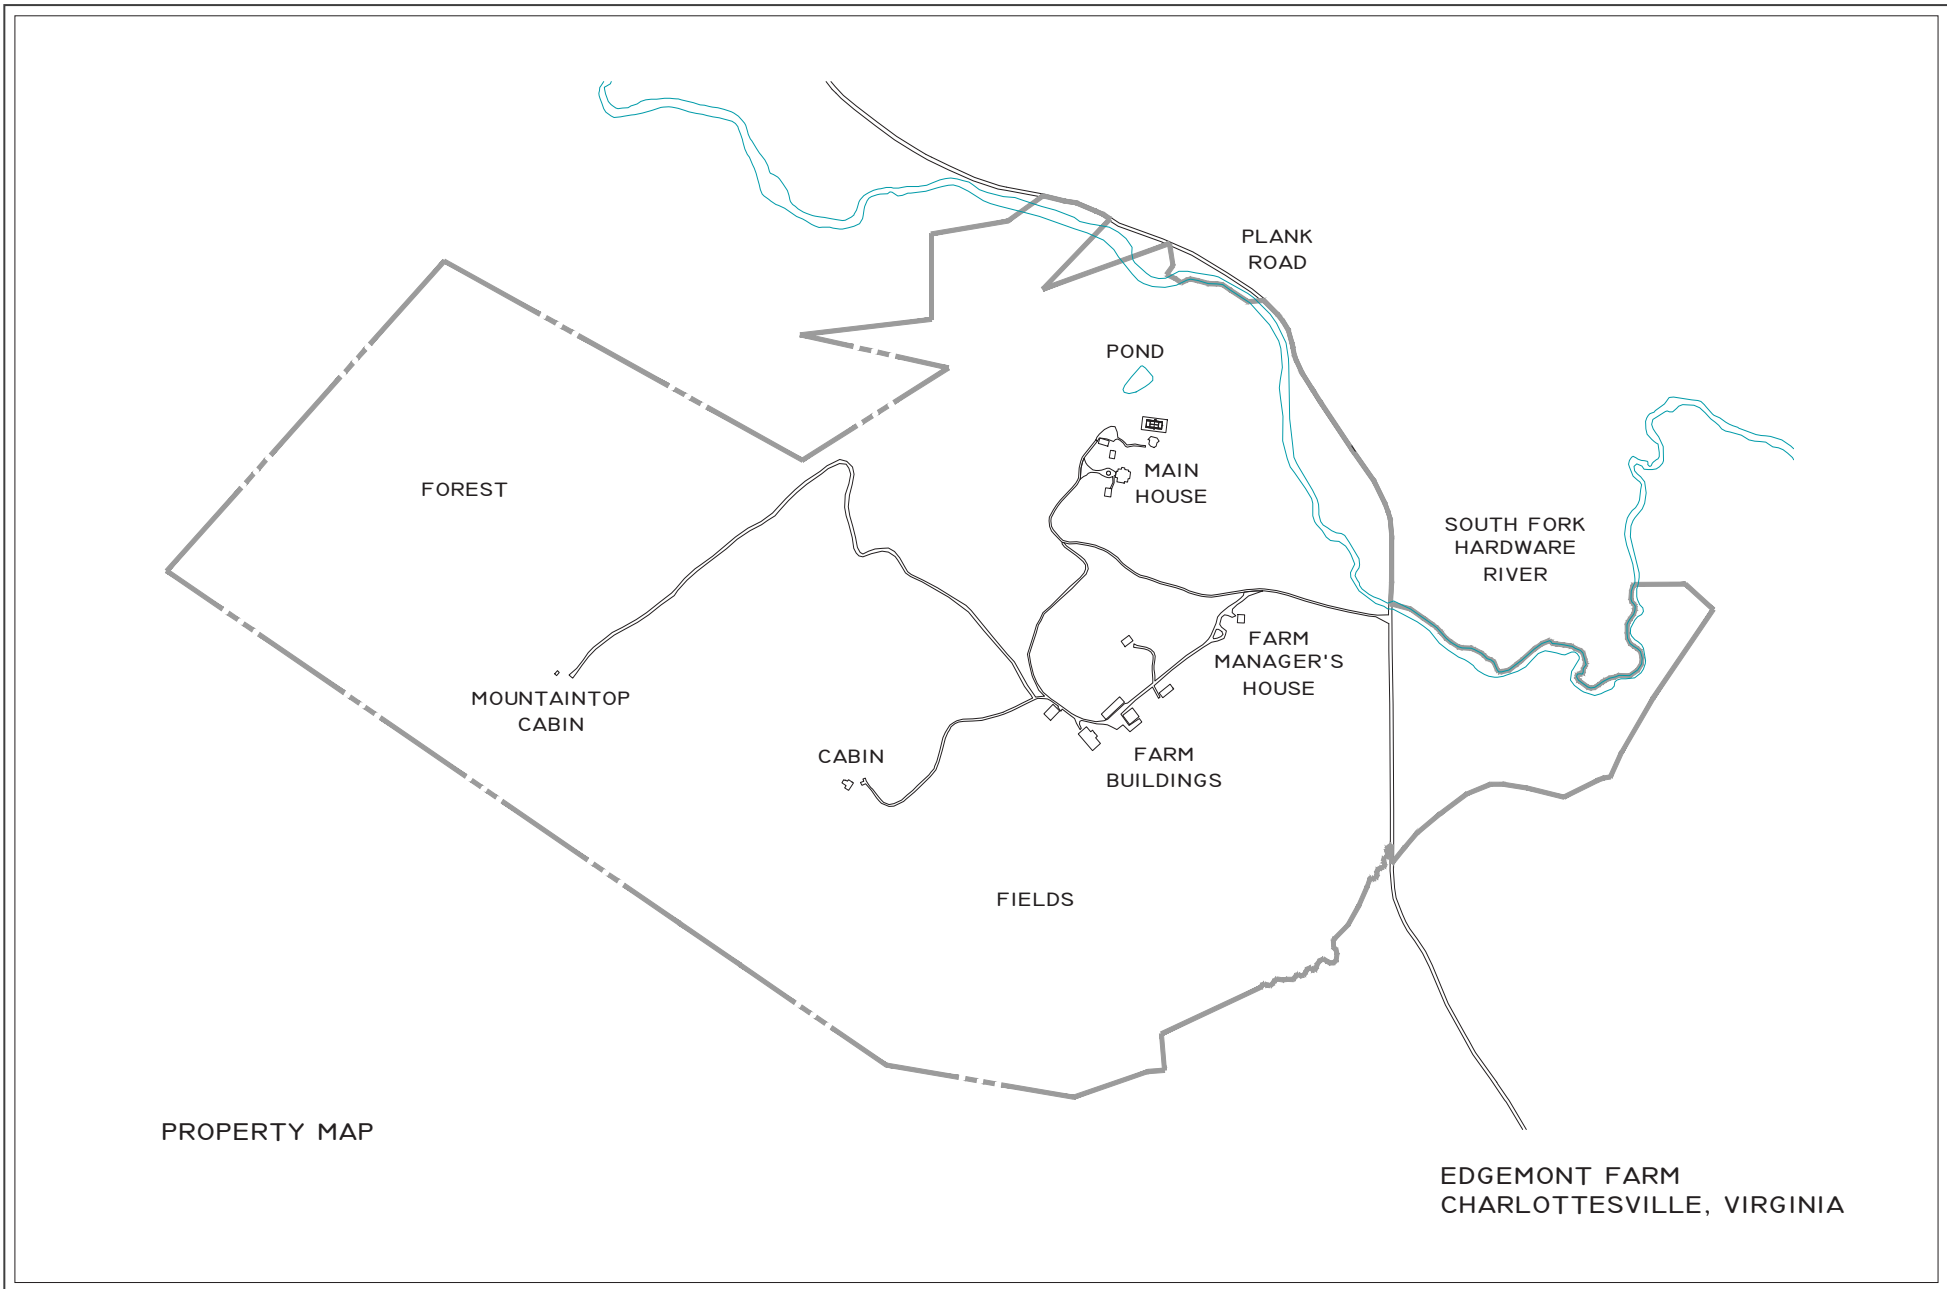 PLANK
ROAD
POND
MAIN
HOUSE
FOREST
SOUTH FORK
HARDWARE
RIVER
FARM
MANAGER'S
HOUSE
MOUNTAINTOP
CABIN
CABIN
FARM
BUILDINGS
FIELDS
PROPERTY MAP
EDGEMONT FARM
CHARLOTTESVILLE, VIRGINIA